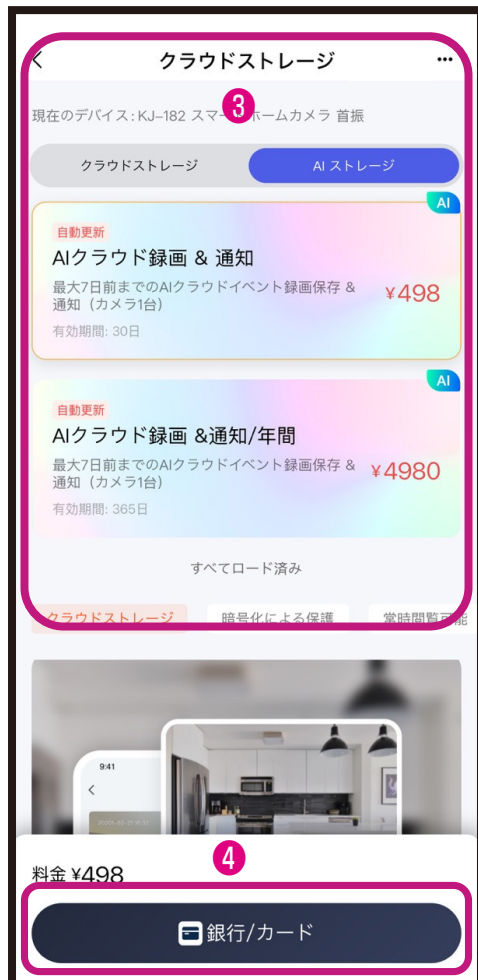 クラウドストレージ
3
現在のデバイス: KJ-182 スマートホームカメラ 首振
クラウドストレージ
AI ストレージ
AI
自動更新
AIクラウド録画 & 通知
最大7日前までのAIクラウドイベント録画保存 &
通知（カメラ1台）
¥498
有効期間: 30日
AI
自動更新
AIクラウド録画 &通知/年間
最大7日前までのAIクラウドイベント録画保存 &
通知（カメラ1台）
¥4980
有効期間: 365日
すべてロード済み
クラウドストレージ
暗号化による保護
常時閲覧可能
9:41
4
料金 ¥498
銀行/カード